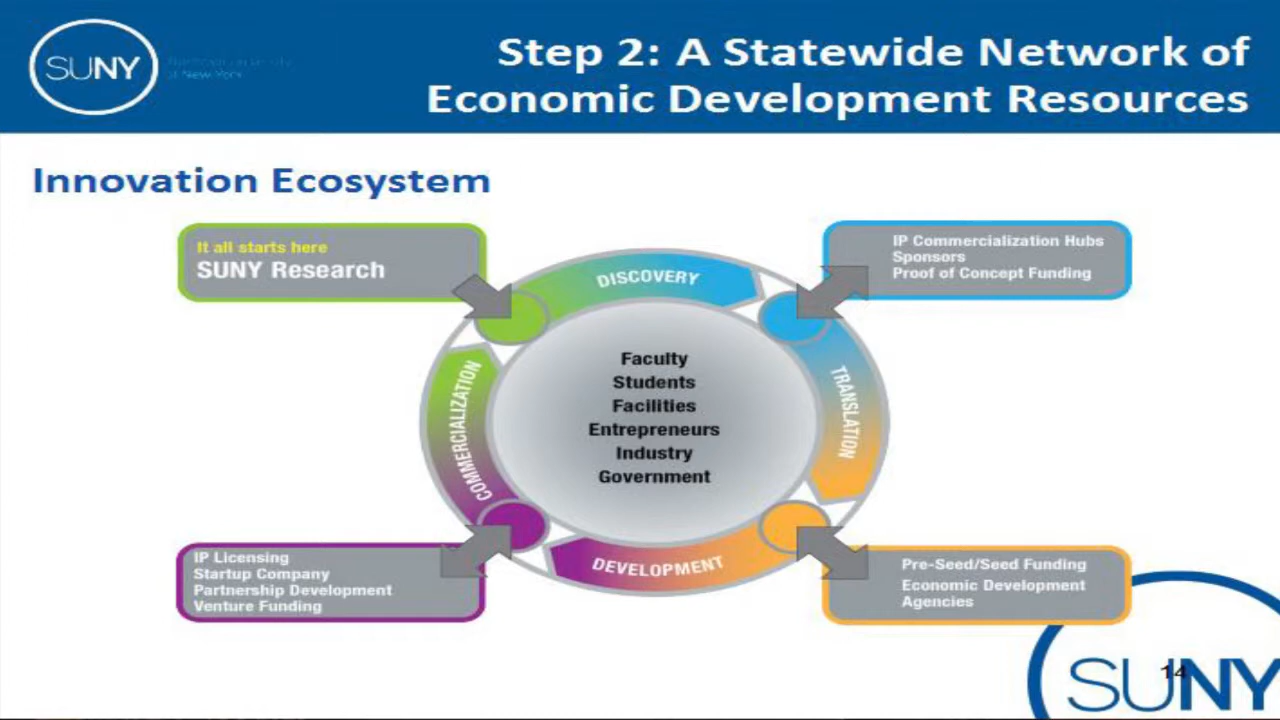 SUNY
Step 2: A Statewide Network of
Economic Development Resources
Innovation Ecosystem
It all starts here
SUNY Research
IP Commercialization Hubs
Sponsors
Proof of Concept Funding
DISCOVERY
TRANSLATION
DEVELOPMENT
COMMERCIALIZATION
Faculty
Students
Facilities
Entrepreneurs
Industry
Government
IP Licensing
Startup Company
Partnership Development
Venture Funding
Pre-Seed/Seed Funding
Economic Development
Agencies
14
SUNY